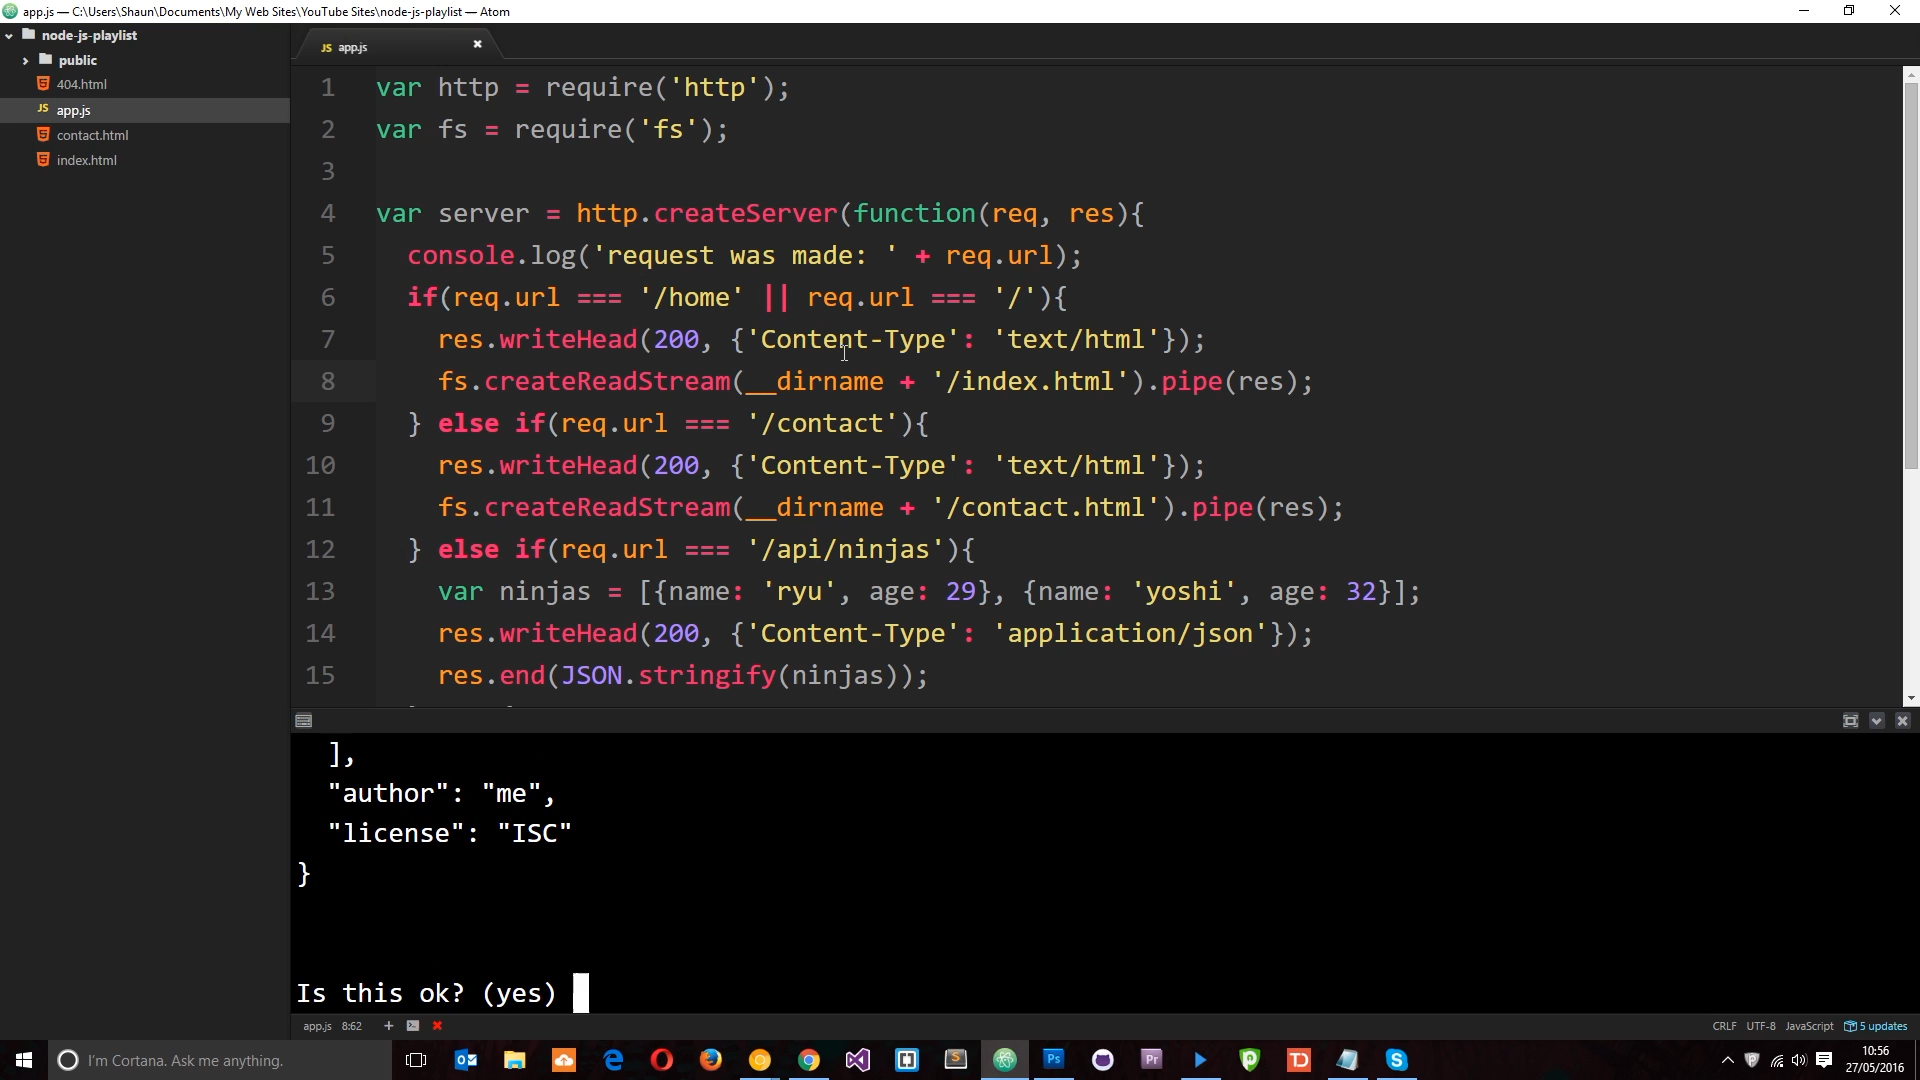 app.js — C:\Users\Shaun\Documents\My Web Sites\YouTube Sites\node-js-playlist — Atom
node-js-playlist
public
404.html
JS app.js
contact.html
index.html
JS app.js
1 var http = require('http');
2 var fs = require('fs');
3
4 var server = http.createServer(function(req, res){
5 console.log('request was made: ' + req.url);
6 if(req.url === '/home' || req.url === '/'){
7 res.writeHead(200, {'Content-Type': 'text/html'});
8 fs.createReadStream(__dirname + '/index.html').pipe(res);
9 } else if(req.url === '/contact'){
10 res.writeHead(200, {'Content-Type': 'text/html'});
11 fs.createReadStream(__dirname + '/contact.html').pipe(res);
12 } else if(req.url === '/api/ninjas'){
13 var ninjas = [{name: 'ryu', age: 29}, {name: 'yoshi', age: 32}];
14 res.writeHead(200, {'Content-Type': 'application/json'});
15 res.end(JSON.stringify(ninjas));
],
"author": "me",
"license": "ISC"
}
Is this ok? (yes)
app.js 8:62
CRLF UTF-8 JavaScript 5 updates
I'm Cortana. Ask me anything.
Ps
Pr
TD
10:56
27/05/2016